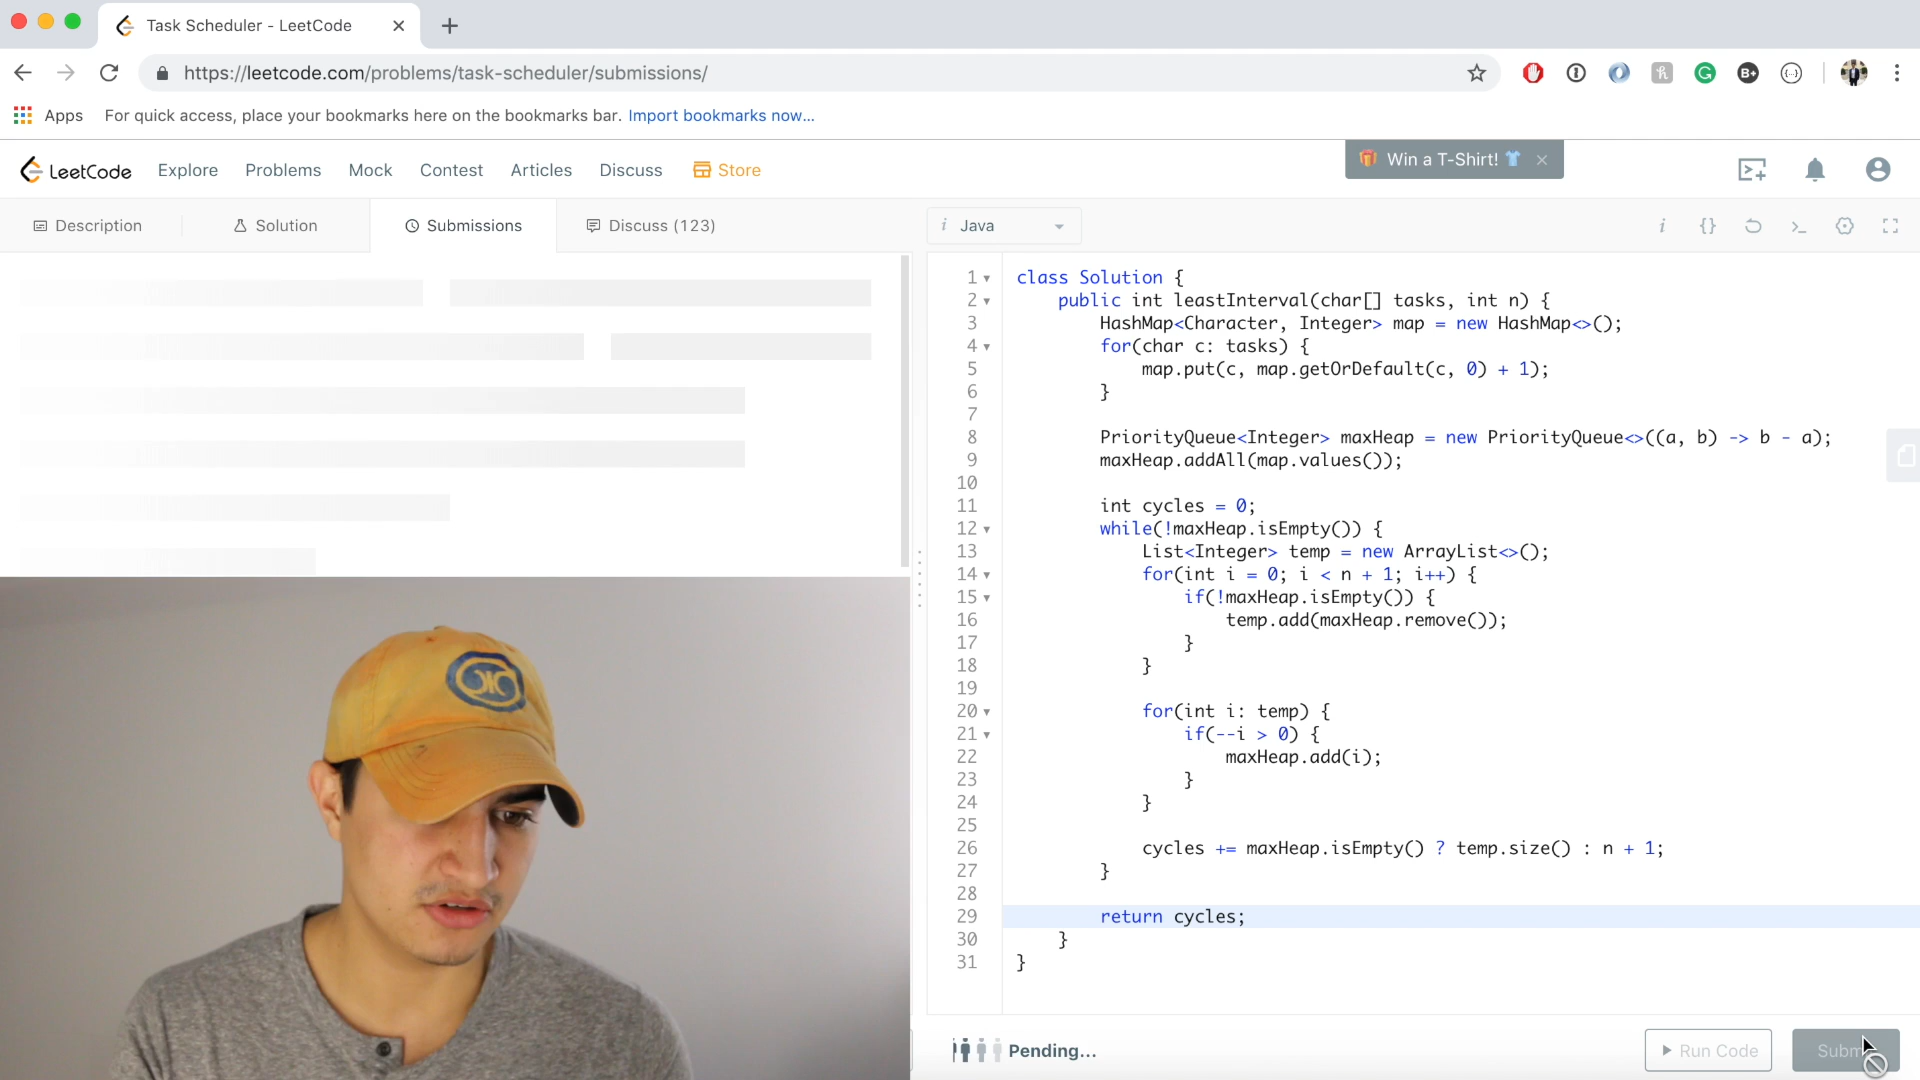 Task Scheduler - LeetCode
https://leetcode.com/problems/task-scheduler/submissions/
Apps For quick access, place your bookmarks here on the bookmarks bar. Import bookmarks now...
LeetCode Explore Problems Mock Contest Articles Discuss Store
Win a T-Shirt!
Description Solution Submissions Discuss (123)
i Java
1 class Solution {
2 public int leastInterval(char[] tasks, int n) {
3 HashMap<Character, Integer> map = new HashMap<>();
4 for(char c: tasks) {
5 map.put(c, map.getOrDefault(c, 0) + 1);
6 }
7
8 PriorityQueue<Integer> maxHeap = new PriorityQueue<>((a, b) -> b - a);
9 maxHeap.addAll(map.values());
10
11 int cycles = 0;
12 while(!maxHeap.isEmpty()) {
13 List<Integer> temp = new ArrayList<>();
14 for(int i = 0; i < n + 1; i++) {
15 if(!maxHeap.isEmpty()) {
16 temp.add(maxHeap.remove());
17 }
18 }
19
20 for(int i: temp) {
21 if(--i > 0) {
22 maxHeap.add(i);
23 }
24 }
25
26 cycles += maxHeap.isEmpty() ? temp.size() : n + 1;
27 }
28
29 return cycles;
30 }
31 }
Pending...
Run Code